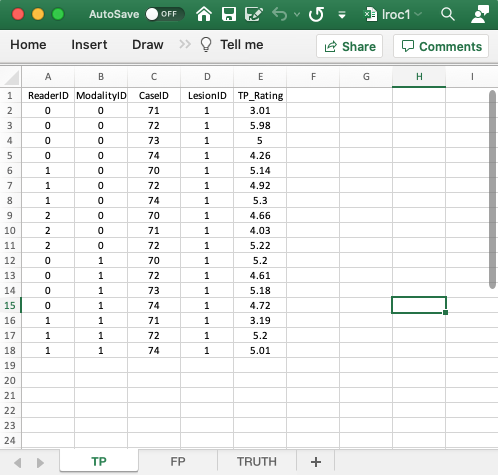 AutoSave OFF lroc1
Home Insert Draw Tell me Share Comments
A B C D E F G H I
1 ReaderID ModalityID CaseID LesionID TP_Rating
2 0 0 71 1 3.01
3 0 0 72 1 5.98
4 0 0 73 1 5
5 0 0 74 1 4.26
6 1 0 70 1 5.14
7 1 0 72 1 4.92
8 1 0 74 1 5.3
9 2 0 70 1 4.66
10 2 0 71 1 4.03
11 2 0 72 1 5.22
12 0 1 70 1 5.2
13 0 1 72 1 4.61
14 0 1 73 1 5.18
15 0 1 74 1 4.72
16 1 1 71 1 3.19
17 1 1 72 1 5.2
18 1 1 74 1 5.01
19
20
21
22
23
24
TP FP TRUTH +